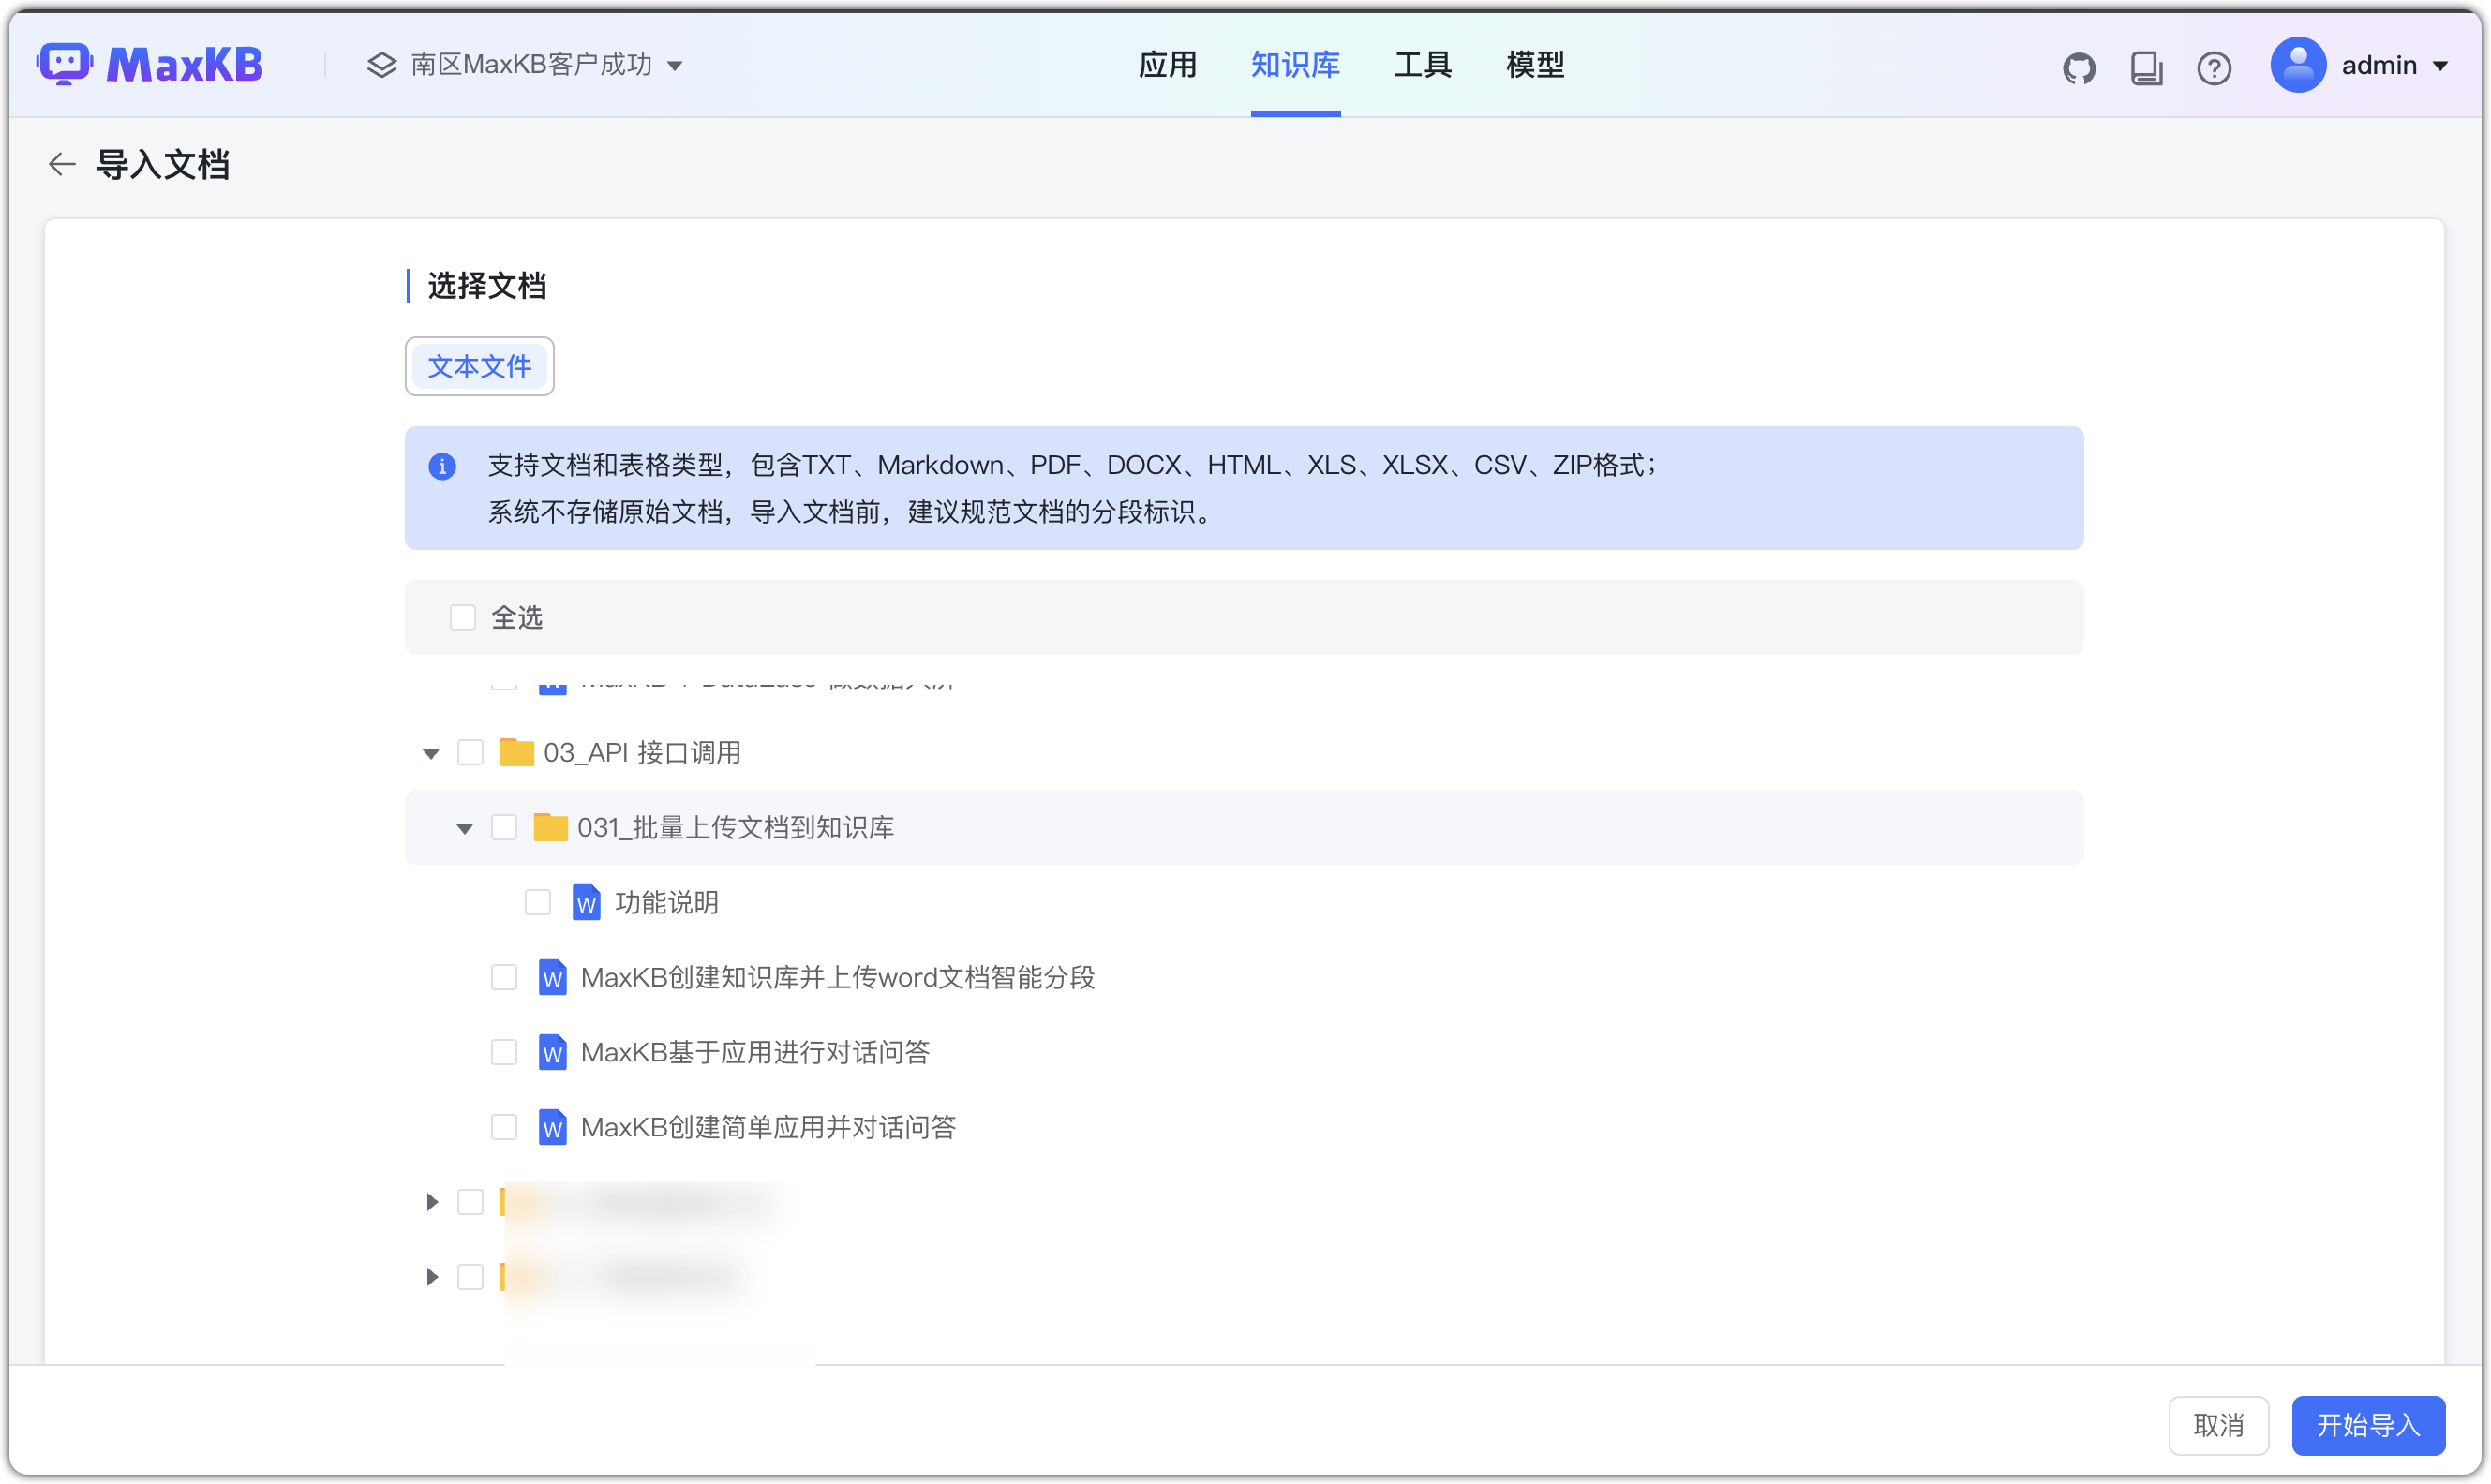 MaxKB
南区MaxKB客户成功
应用 知识库 工具 模型
admin
导入文档
选择文档
文本文件
支持文档和表格类型，包含TXT、Markdown、PDF、DOCX、HTML、XLS、XLSX、CSV、ZIP格式；
系统不存储原始文档，导入文档前，建议规范文档的分段标识。
全选
03_API 接口调用
031_批量上传文档到知识库
W 功能说明
W MaxKB创建知识库并上传word文档智能分段
W MaxKB基于应用进行对话问答
W MaxKB创建简单应用并对话问答
取消 开始导入